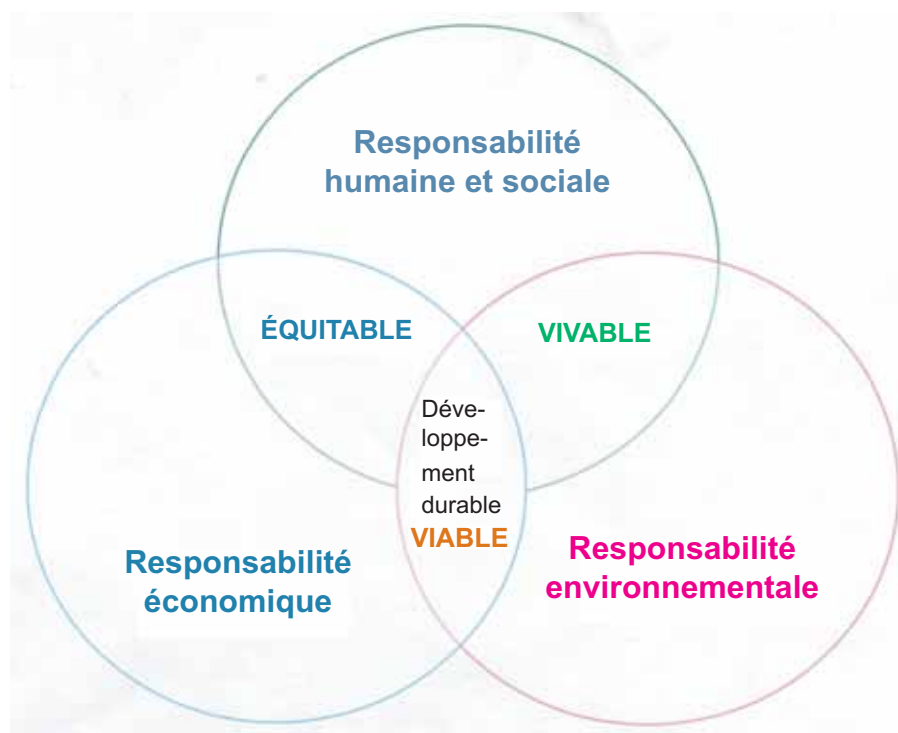 Responsabilité
humaine et sociale
ÉQUITABLE
VIVABLE
Déve-
loppe-
ment
durable
VIABLE
Responsabilité
économique
Responsabilité
environnementale